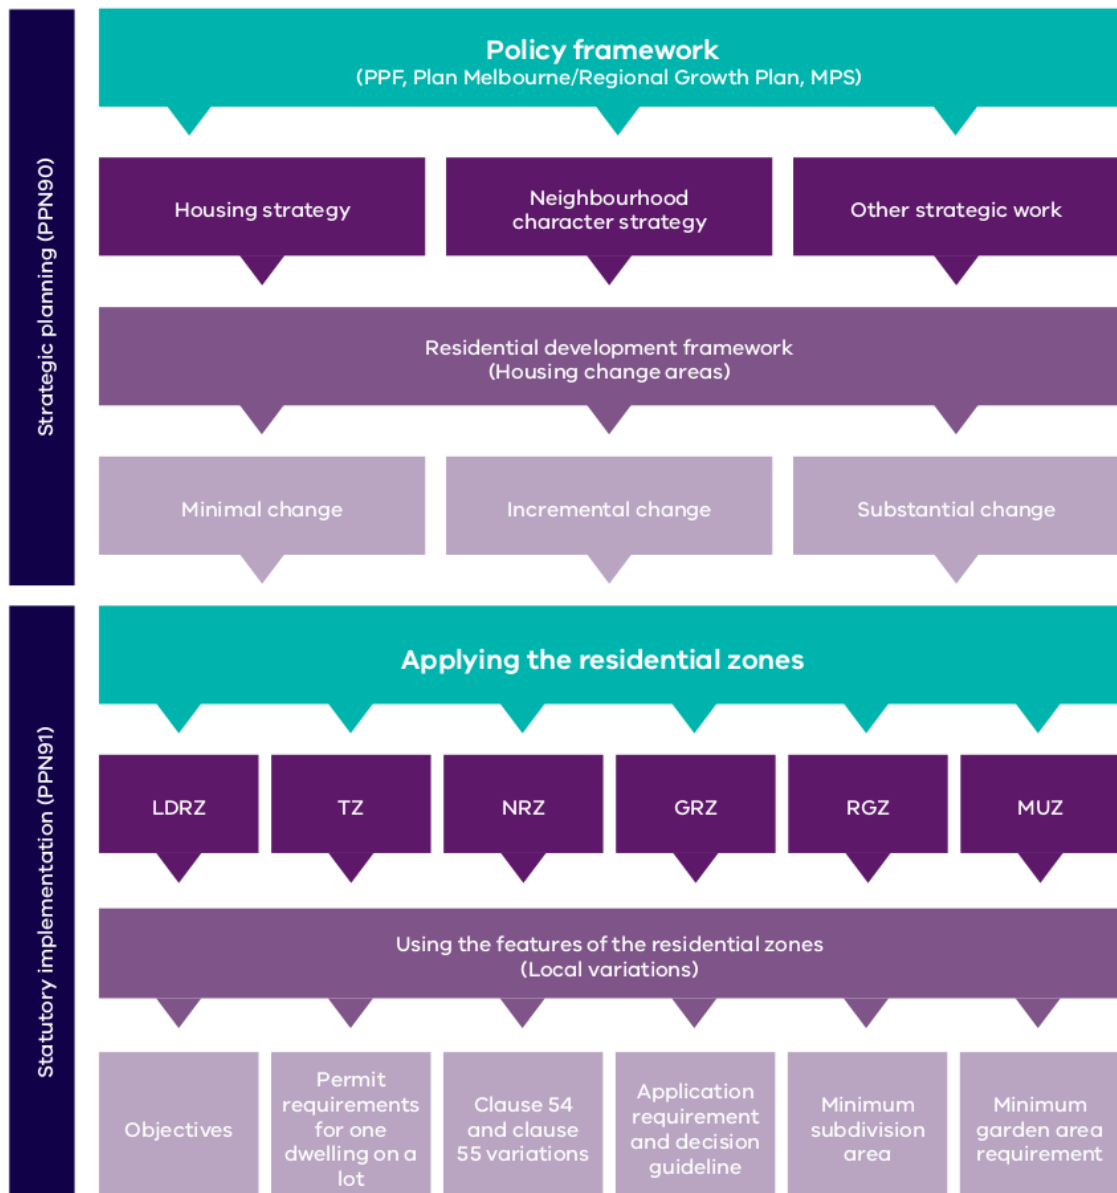 Strategic planning (PPN90)
Policy framework
(PPF, Plan Melbourne/Regional Growth Plan, MPS)
Housing strategy
Neighbourhood
character strategy
Other strategic work
Residential development framework
(Housing change areas)
Minimal change
Incremental change
Substantial change
Statutory implementation (PPN91)
Applying the residential zones
LDRZ
TZ
NRZ
GRZ
RGZ
MUZ
Using the features of the residential zones
(Local variations)
Objectives
Permit
requirements
for one
dwelling on a
lot
Clause 54
and clause
55 variations
Application
requirement
and decision
guideline
Minimum
subdivision
area
Minimum
garden area
requirement